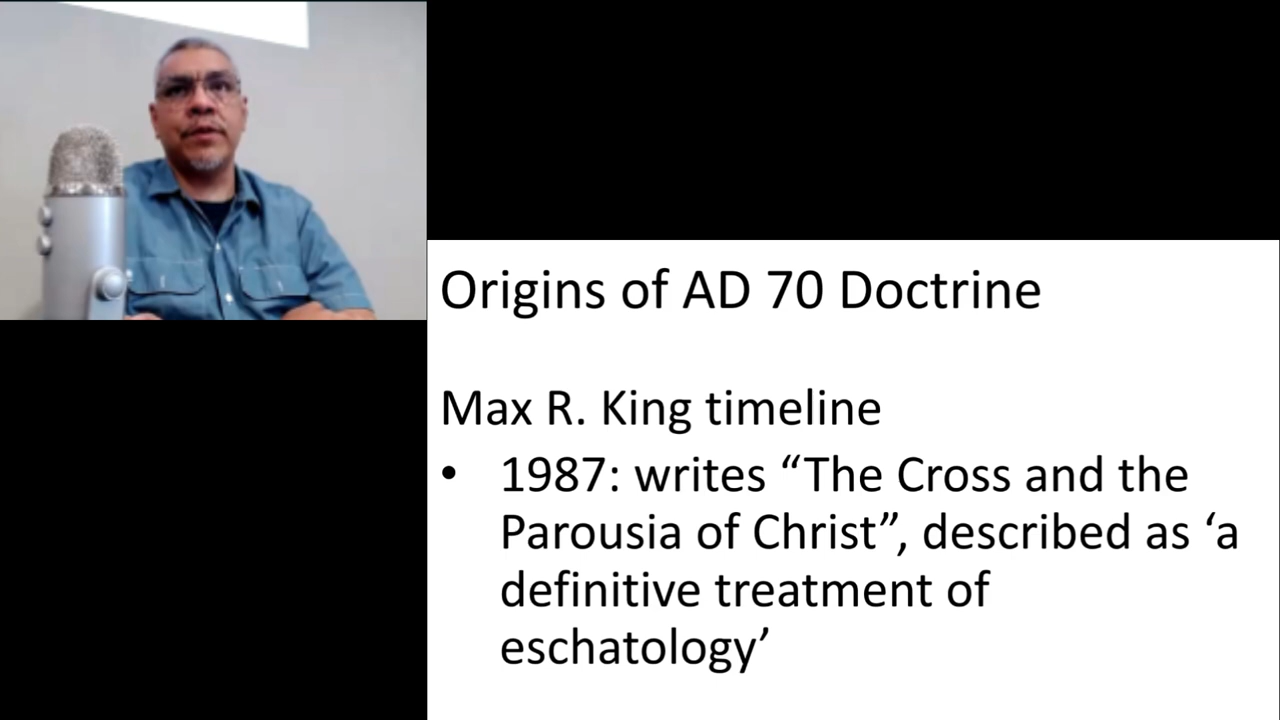 Origins of AD 70 Doctrine
Max R. King timeline
• 1987: writes “The Cross and the
Parousia of Christ”, described as ‘a
definitive treatment of
eschatology’